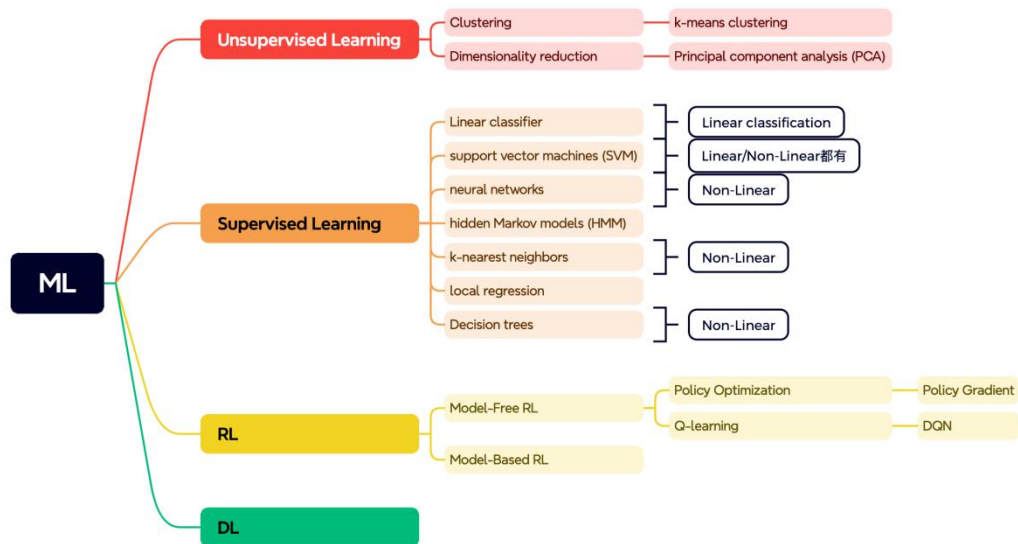 ML
Unsupervised Learning
Clustering
k-means clustering
Dimensionality reduction
Principal component analysis (PCA)
Supervised Learning
Linear classifier
Linear classification
support vector machines (SVM)
Linear/Non-Linear都有
neural networks
Non-Linear
hidden Markov models (HMM)
k-nearest neighbors
Non-Linear
local regression
Decision trees
Non-Linear
RL
Model-Free RL
Policy Optimization
Policy Gradient
Q-learning
DQN
Model-Based RL
DL